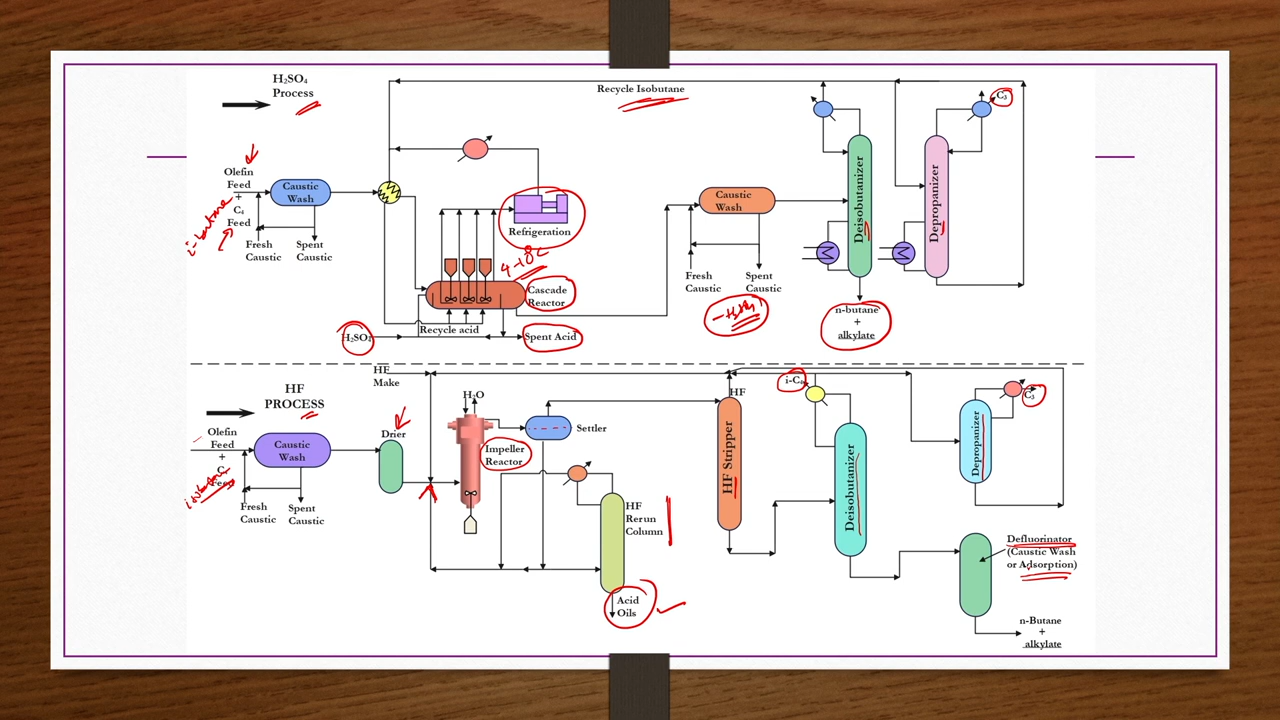 H₂SO₄
Process
Recycle Isobutane
C₃
Olefin
Feed
+
C₄
Feed
i-butane
Caustic
Wash
Fresh
Caustic
Spent
Caustic
Refrigeration
Cascade
Reactor
Recycle acid
H₂SO₄
Spent Acid
Caustic
Wash
Fresh
Caustic
Spent
Caustic
Deisobutanizer
Depropanizer
n-butane
+
alkylate
HF
PROCESS
HF
Make
Olefin
Feed
+
Caustic
Wash
Fresh
Caustic
Spent
Caustic
Drier
H₂O
Impeller
Reactor
Settler
HF
Rerun
Column
Acid
Oils
HF
HF Stripper
Deisobutanizer
C₃
Depropanizer
Defluorinator
(Caustic Wash
or Adsorption)
n-Butane
+
alkylate